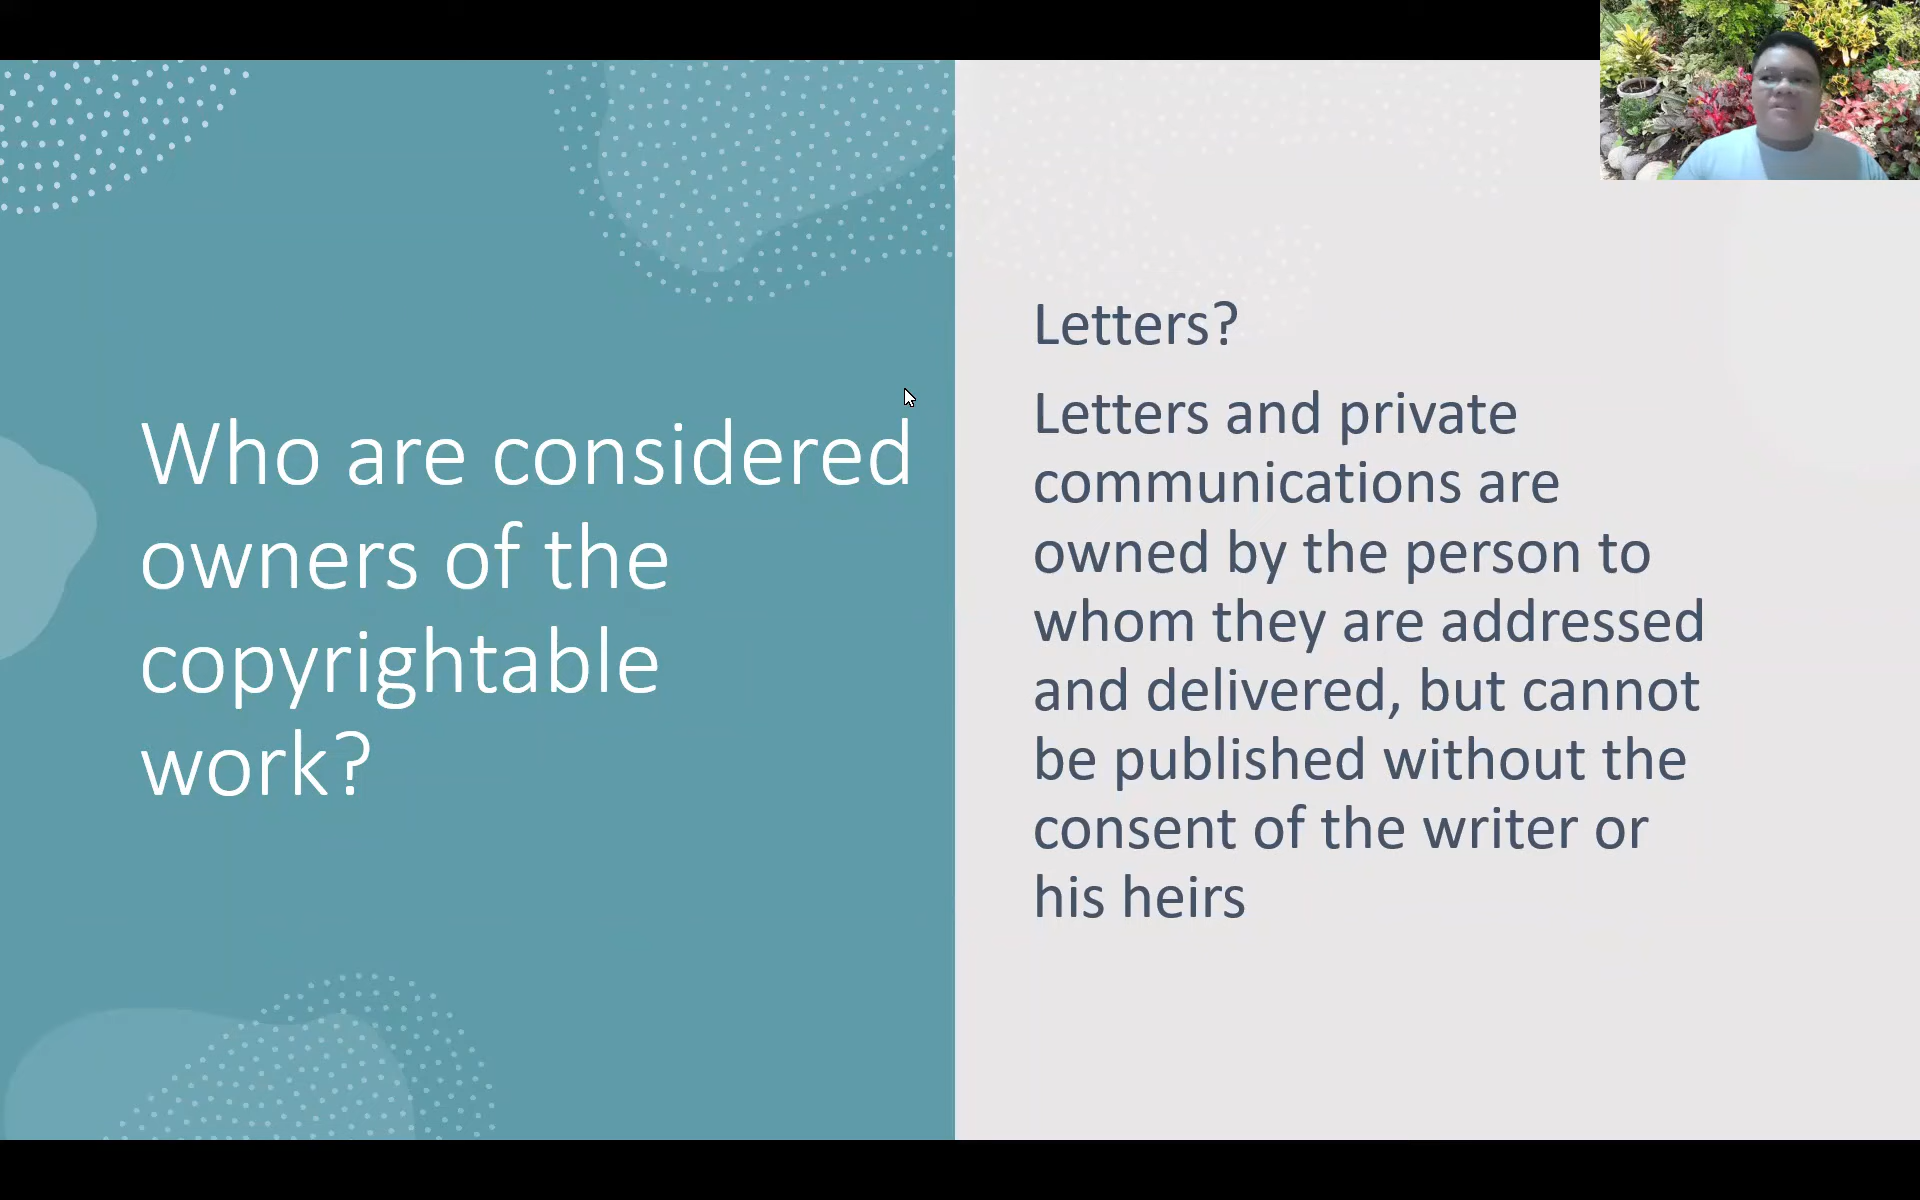 Who are considered
owners of the
copyrightable
work?
Letters?
Letters and private
communications are
owned by the person to
whom they are addressed
and delivered, but cannot
be published without the
consent of the writer or
his heirs